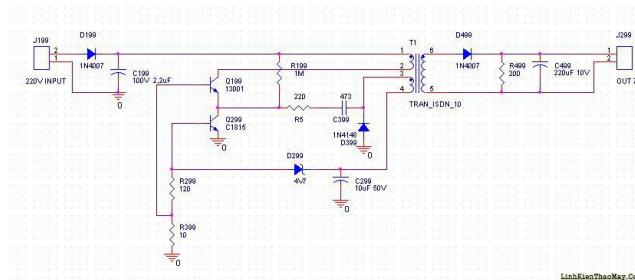 J199
D199
T1
D499
J299
2
1
1N4007
220V INPUT
C199
100V 2,2uF
0
Q199
13001
R199
1M
1
2
3
4
6
5
TRAN_ISDN_10
1N4007
R499
200
C499
220uF 10V
1
2
220
R5
473
C399
1N4148
D399
0
Q299
C1815
0
D299
4V7
C299
10uF 50V
0
R299
120
R399
10
0
LinhKienThaoMay.Co